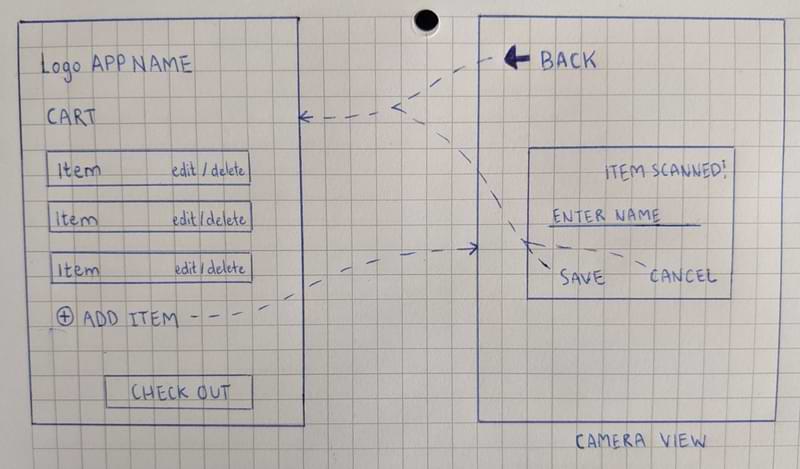 Logo APP NAME
CART
Item edit/delete
Item edit/delete
Item edit/delete
⊕ ADD ITEM
CHECK OUT
← BACK
ITEM SCANNED!
ENTER NAME
SAVE CANCEL
CAMERA VIEW